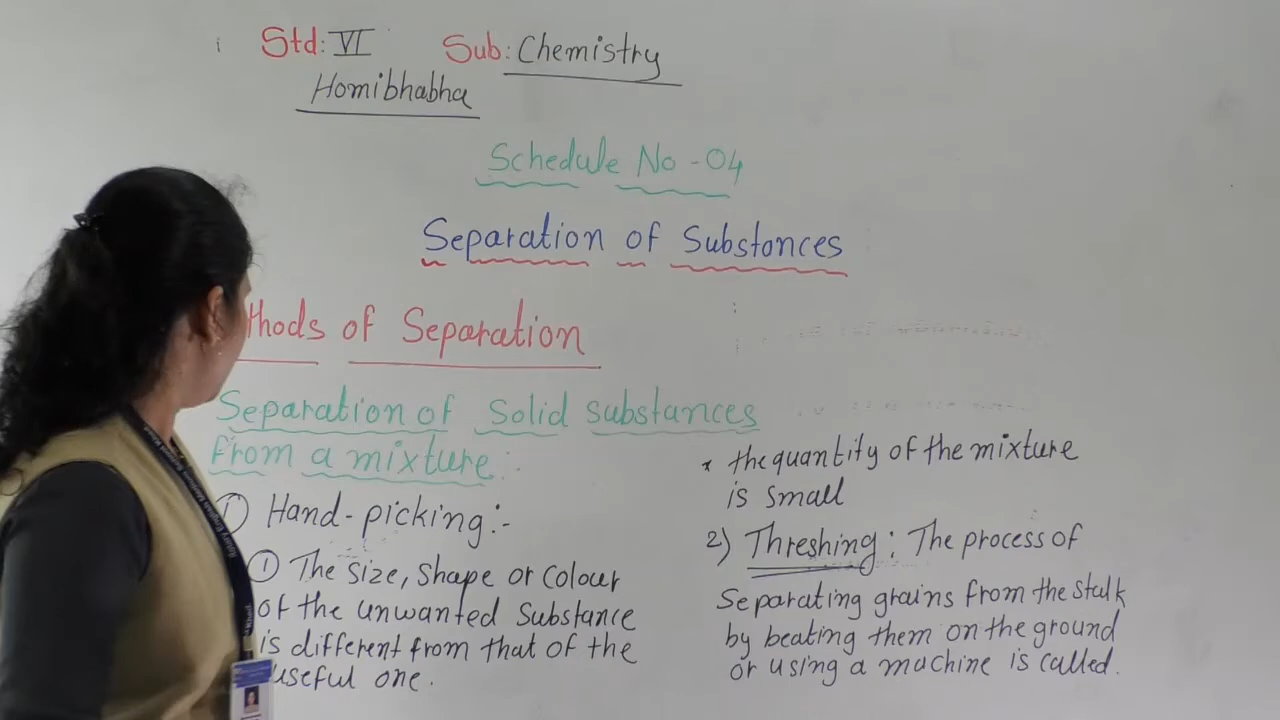 Std: VI Sub: Chemistry
Homibhabha
Schedule No - 04
Separation of Substances
thods of Separation
Separation of Solid substances
from a mixture:
① Hand-picking:-
① The size, shape or colour
of the unwanted Substance
is different from that of the
useful one.
* the quantity of the mixture
is small
2) Threshing: The process of
Separating grains from the stalk
by beating them on the ground
or using a machine is called.